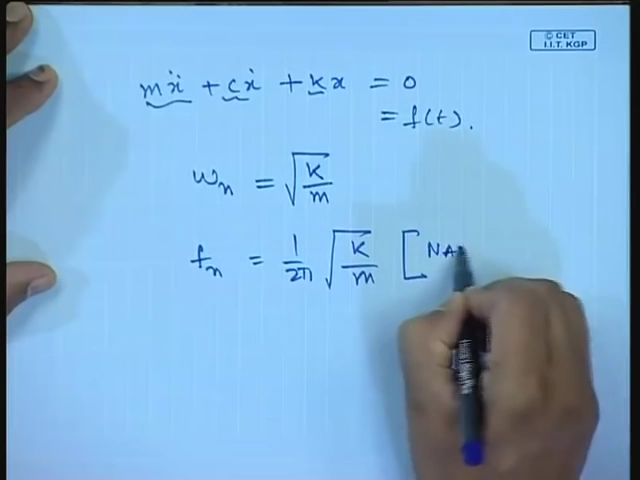 © CET
I.I.T. KGP
mẍ + cẋ + kx = 0
= f(t).
ωn = √(K/m)
fn = 1/2π √(K/m) [NA